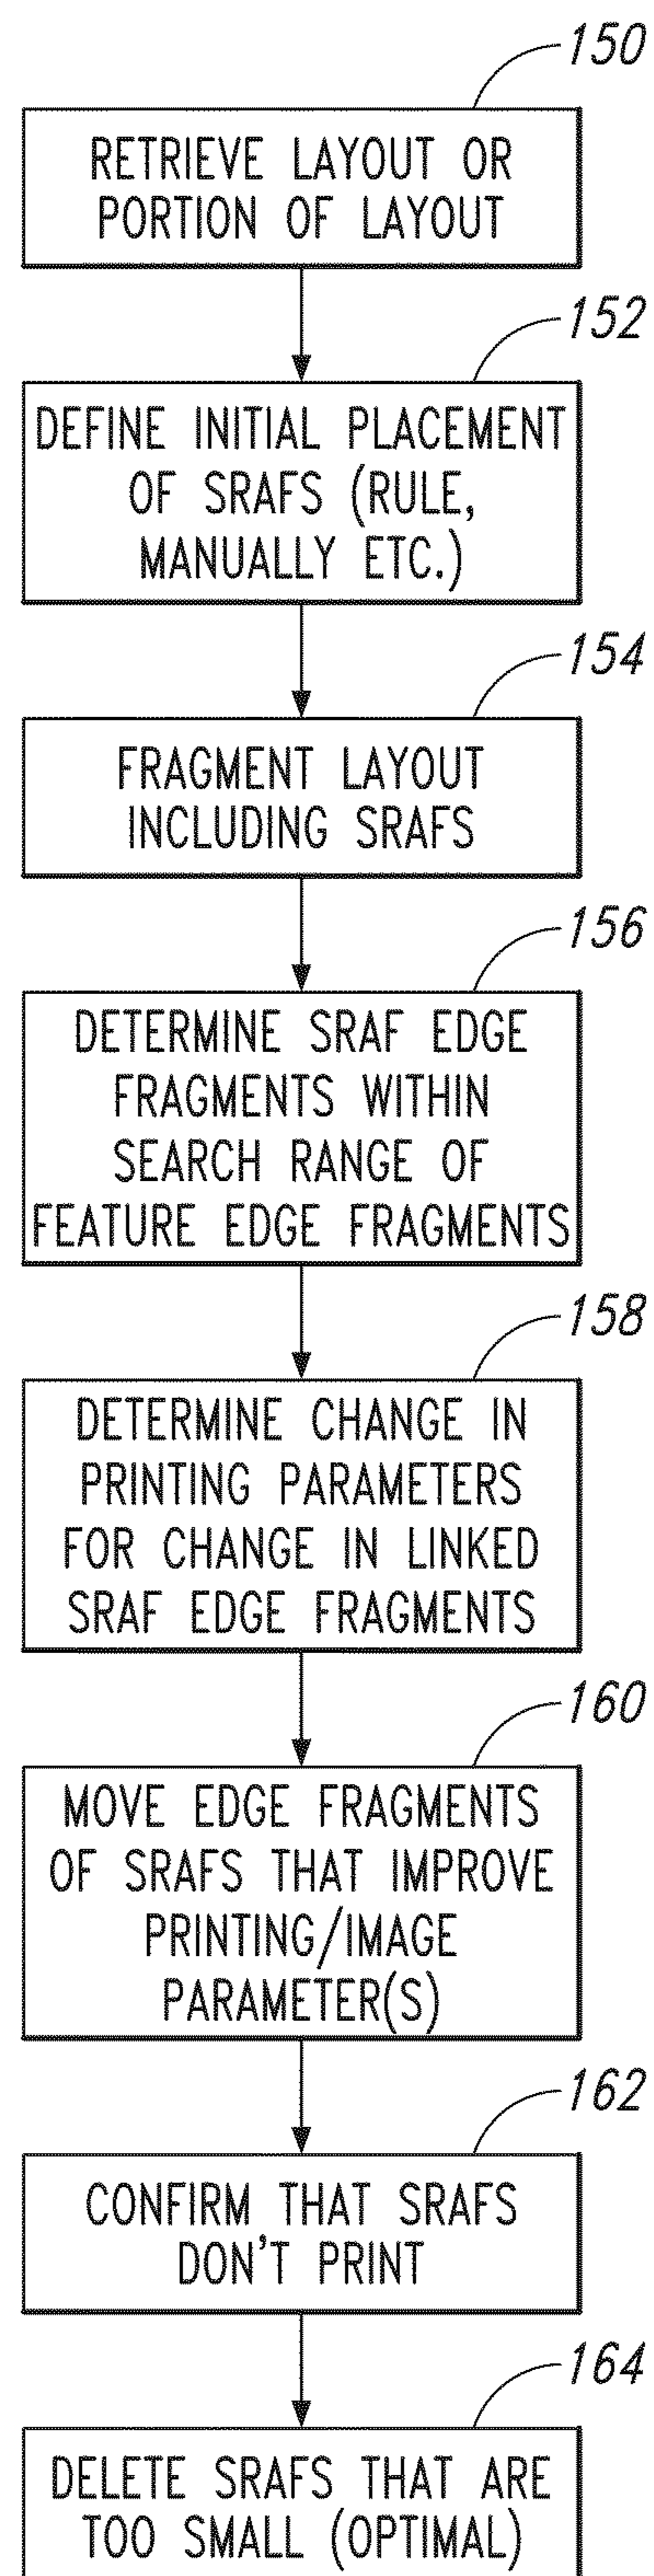 150
RETRIEVE LAYOUT OR
PORTION OF LAYOUT
152
DEFINE INITIAL PLACEMENT
OF SRAFS (RULE,
MANUALLY ETC.)
154
FRAGMENT LAYOUT
INCLUDING SRAFS
156
DETERMINE SRAF EDGE
FRAGMENTS WITHIN
SEARCH RANGE OF
FEATURE EDGE FRAGMENTS
158
DETERMINE CHANGE IN
PRINTING PARAMETERS
FOR CHANGE IN LINKED
SRAF EDGE FRAGMENTS
160
MOVE EDGE FRAGMENTS
OF SRAFS THAT IMPROVE
PRINTING/IMAGE
PARAMETER(S)
162
CONFIRM THAT SRAFS
DON'T PRINT
164
DELETE SRAFS THAT ARE
TOO SMALL (OPTIMAL)